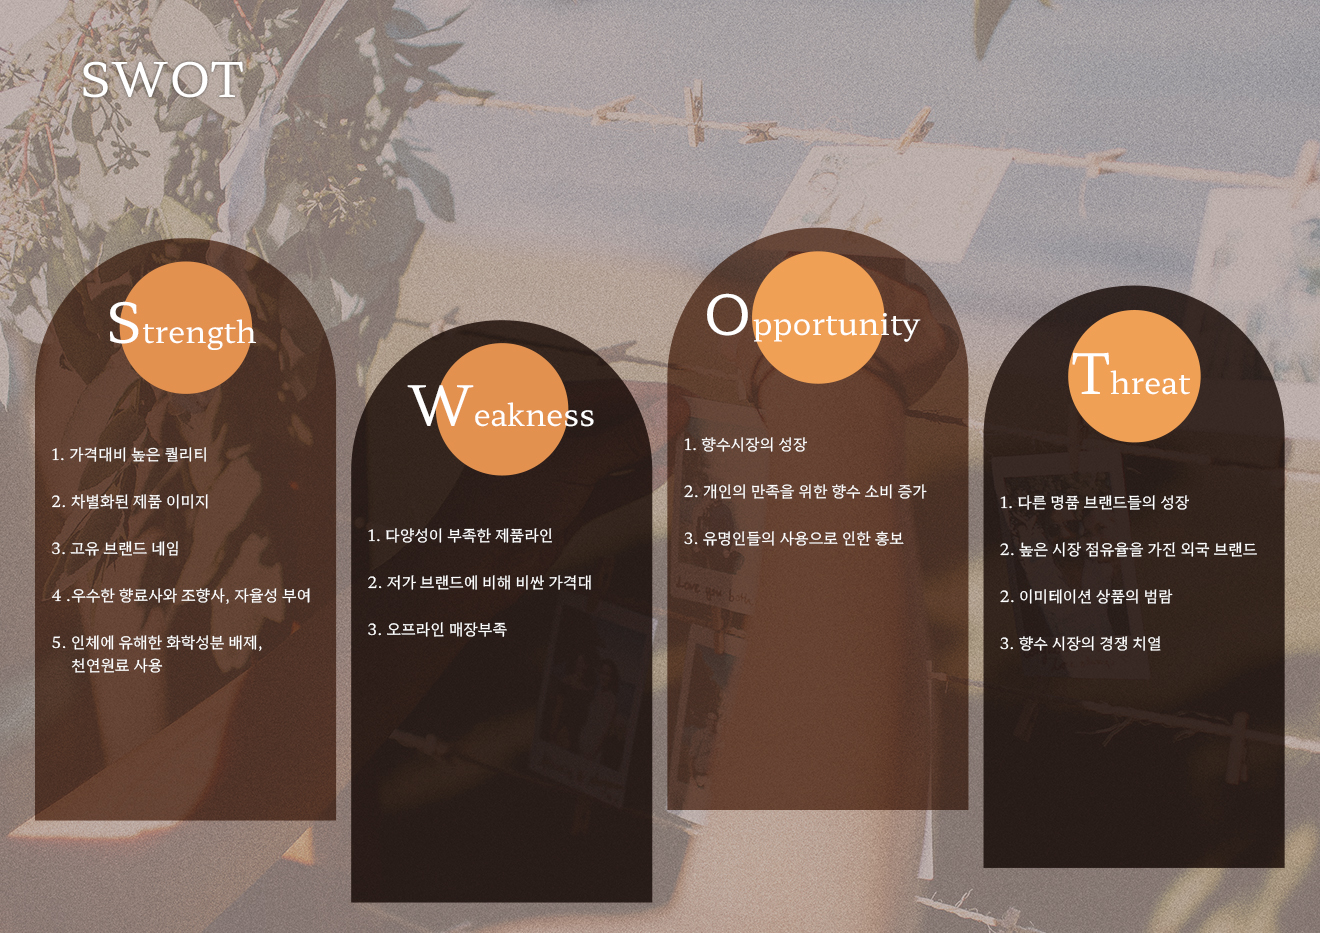 SWOT
Strength
1. 가격대비 높은 퀄리티
2. 차별화된 제품 이미지
3. 고유 브랜드 네임
4 .우수한 향료사와 조향사, 자율성 부여
5. 인체에 유해한 화학성분 배제,
천연원료 사용
Weakness
1. 다양성이 부족한 제품라인
2. 저가 브랜드에 비해 비싼 가격대
3. 오프라인 매장부족
Opportunity
1. 향수시장의 성장
2. 개인의 만족을 위한 향수 소비 증가
3. 유명인들의 사용으로 인한 홍보
Love you both
Threat
1. 다른 명품 브랜드들의 성장
2. 높은 시장 점유율을 가진 외국 브랜드
2. 이미테이션 상품의 범람
3. 향수 시장의 경쟁 치열